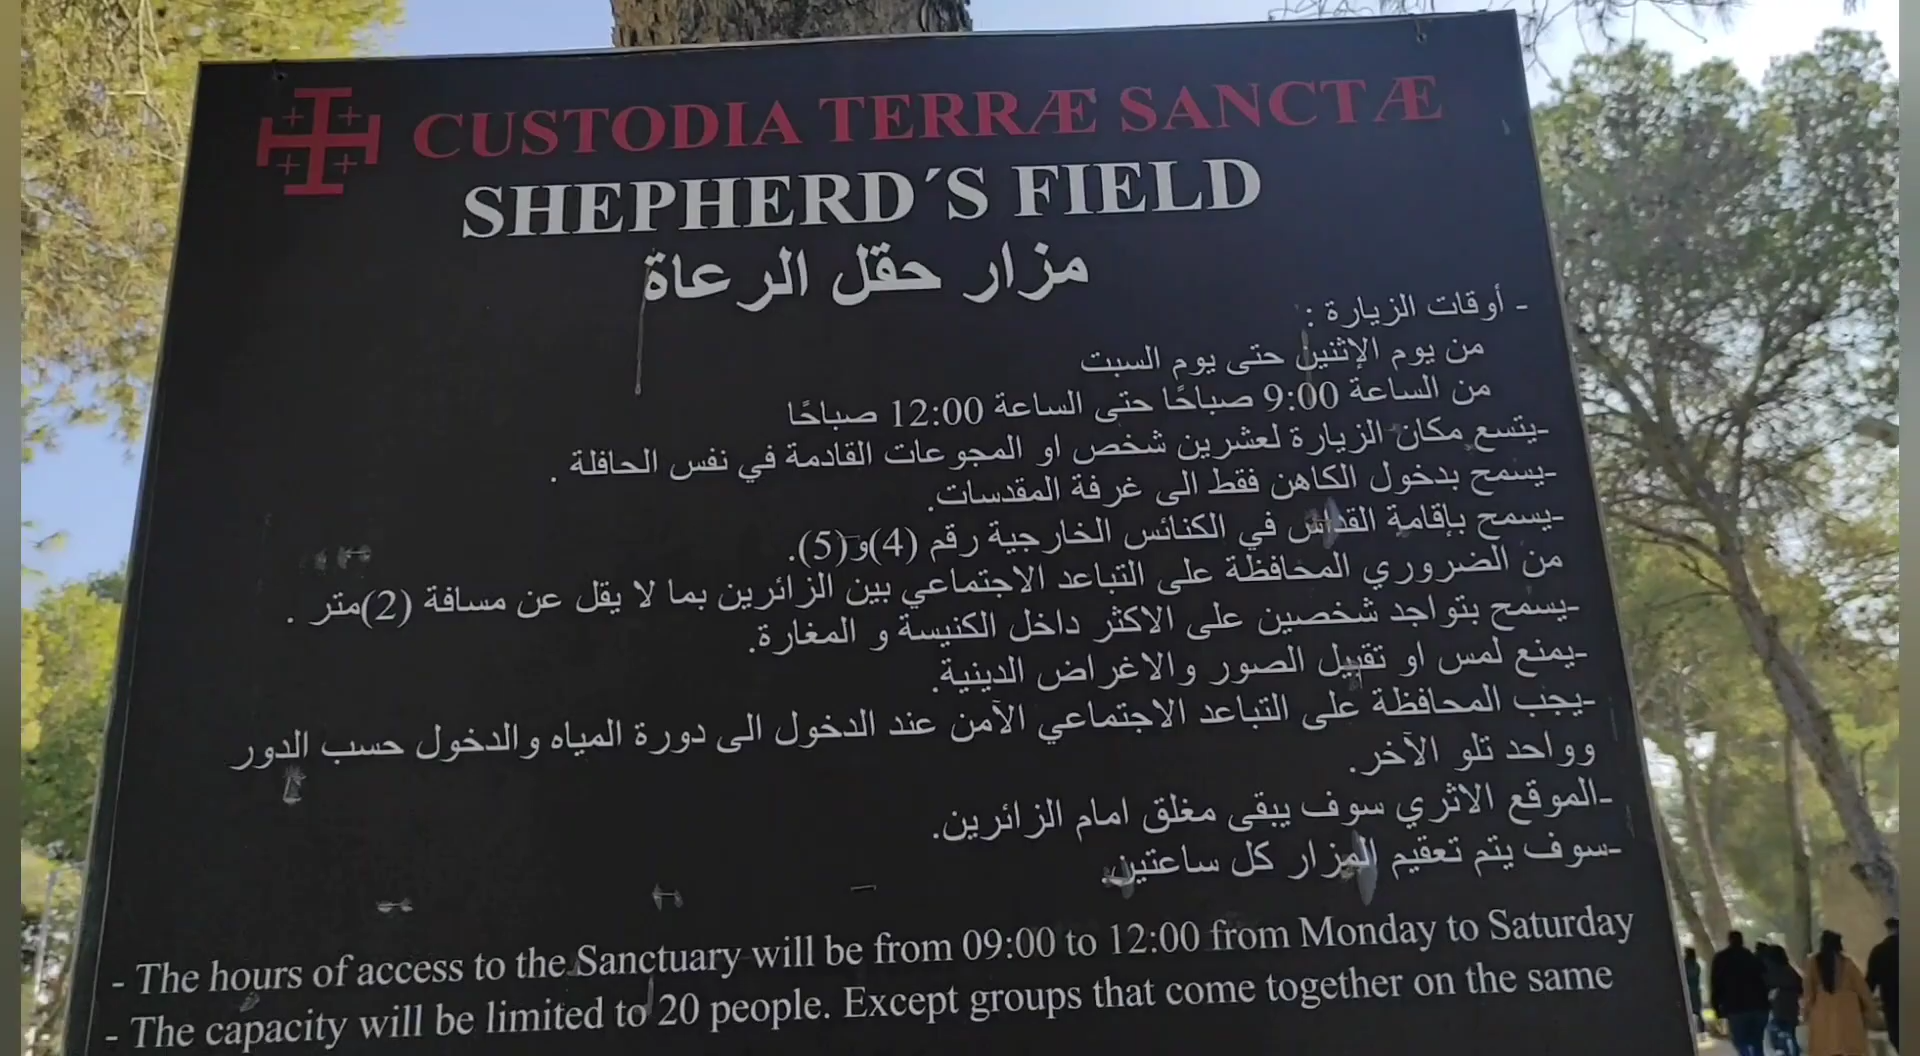 CUSTODIA TERRÆ SANCTÆ
SHEPHERD´S FIELD
مزار حقل الرعاة
- أوقات الزيارة :
من يوم الإثنين حتى يوم السبت
من الساعة 9:00 صباحًا حتى الساعة 12:00 صباحًا
-يتسع مكان الزيارة لعشرين شخص او المجوعات القادمة في نفس الحافلة .
-يسمح بدخول الكاهن فقط الى غرفة المقدسات.
-يسمح بإقامة القداس في الكنائس الخارجية رقم (4)و(5).
من الضروري المحافظة على التباعد الاجتماعي بين الزائرين بما لا يقل عن مسافة (2)متر .
-يسمح بتواجد شخصين على الاكثر داخل الكنيسة و المغارة.
-يمنع لمس او تقبيل الصور والاغراض الدينية.
-يجب المحافظة على التباعد الاجتماعي الآمن عند الدخول الى دورة المياه والدخول حسب الدور
وواحد تلو الآخر.
-الموقع الاثري سوف يبقى مغلق امام الزائرين.
-سوف يتم تعقيم المزار كل ساعتين.
- The hours of access to the Sanctuary will be from 09:00 to 12:00 from Monday to Saturday
- The capacity will be limited to 20 people. Except groups that come together on the same